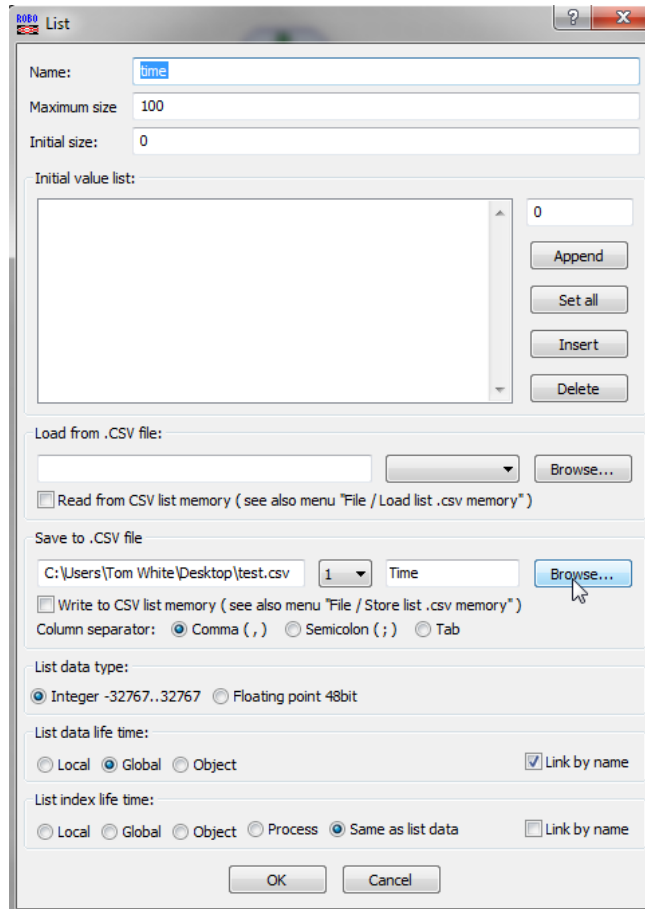 ROBO List ?
Name: time
Maximum size 100
Initial size: 0
Initial value list:
0
Append
Set all
Insert
Delete
Load from .CSV file:
Browse...
Read from CSV list memory ( see also menu "File / Load list .csv memory" )
Save to .CSV file
C:\Users\Tom White\Desktop\test.csv 1 Time Browse...
Write to CSV list memory ( see also menu "File / Store list .csv memory" )
Column separator: Comma ( , ) Semicolon ( ; ) Tab
List data type:
Integer -32767..32767 Floating point 48bit
List data life time:
Local Global Object Link by name
List index life time:
Local Global Object Process Same as list data Link by name
OK Cancel